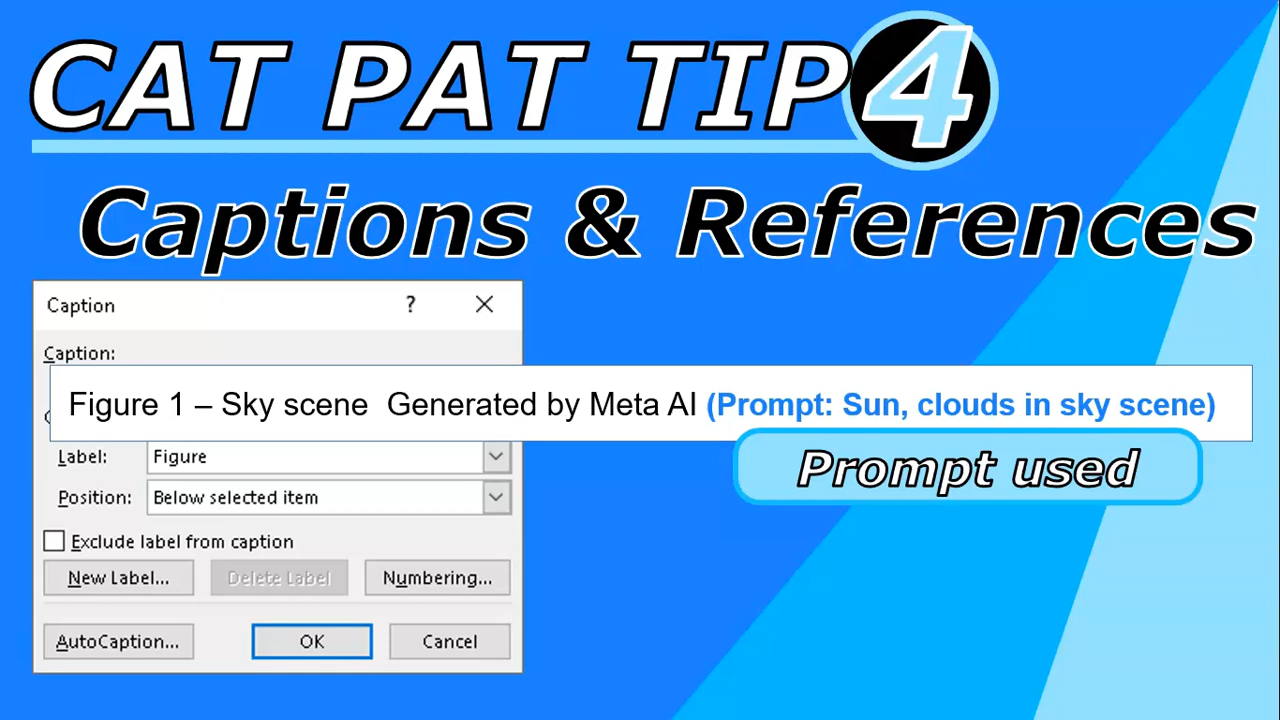 CAT PAT TIP 4
Captions & References
Caption ?
Caption:
Figure 1 – Sky scene  Generated by Meta AI (Prompt: Sun, clouds in sky scene)
Prompt used
Label: Figure
Position: Below selected item
Exclude label from caption
New Label... Delete Label Numbering...
AutoCaption... OK Cancel